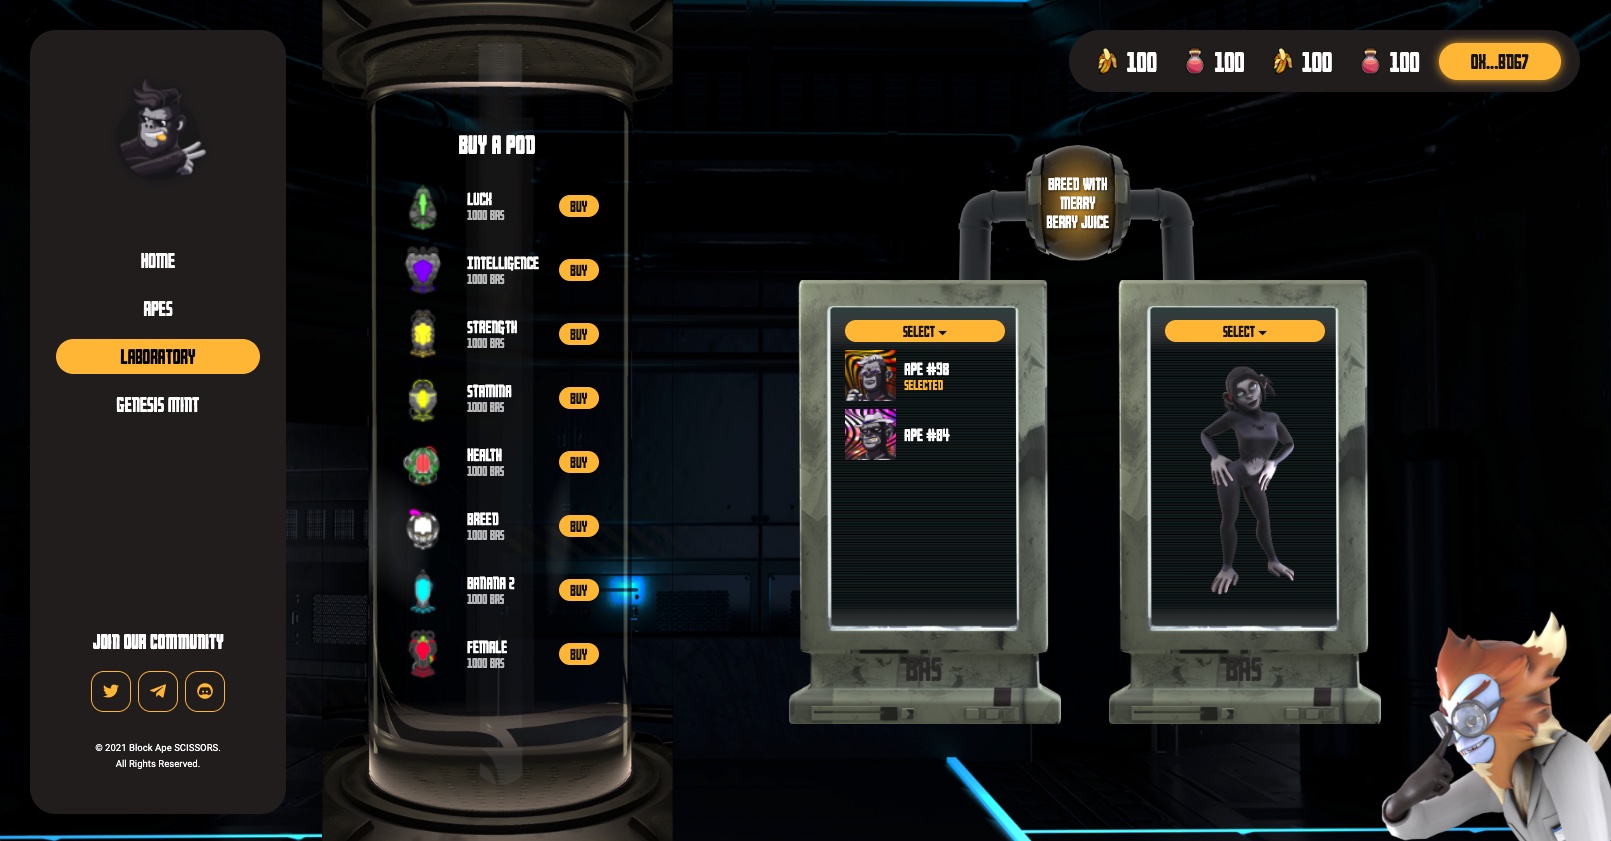 HOME
APES
LABORATORY
GENESIS MINT
JOIN OUR COMMUNITY
© 2021 Block Ape SCISSORS.
All Rights Reserved.
BUY A POD
LUCK
1000 BAS
BUY
INTELLIGENCE
1000 BAS
BUY
STRENGTH
1000 BAS
BUY
STAMINA
1000 BAS
BUY
HEALTH
1000 BAS
BUY
BREED
1000 BAS
BUY
BANANA 2
1000 BAS
BUY
FEMALE
1000 BAS
BUY
100
100
100
100
0X...8D67
BREED WITH
MERRY
BERRY JUICE
SELECT
APE #98
SELECTED
APE #84
BAS
SELECT
BAS